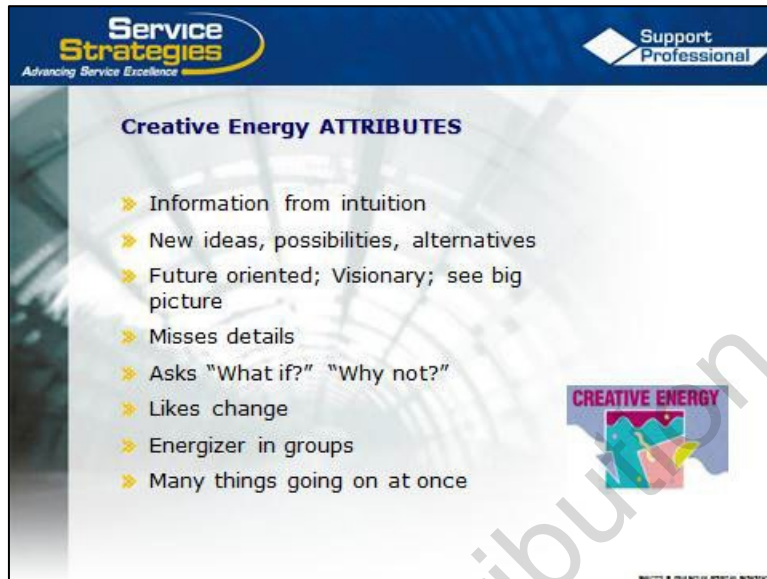 Service
Strategies
Advancing Service Excellence
Support
Professional
Creative Energy ATTRIBUTES
Information from intuition
New ideas, possibilities, alternatives
Future oriented; Visionary; see big
picture
Misses details
Asks “What if?” “Why not?”
Likes change
Energizer in groups
Many things going on at once
CREATIVE ENERGY